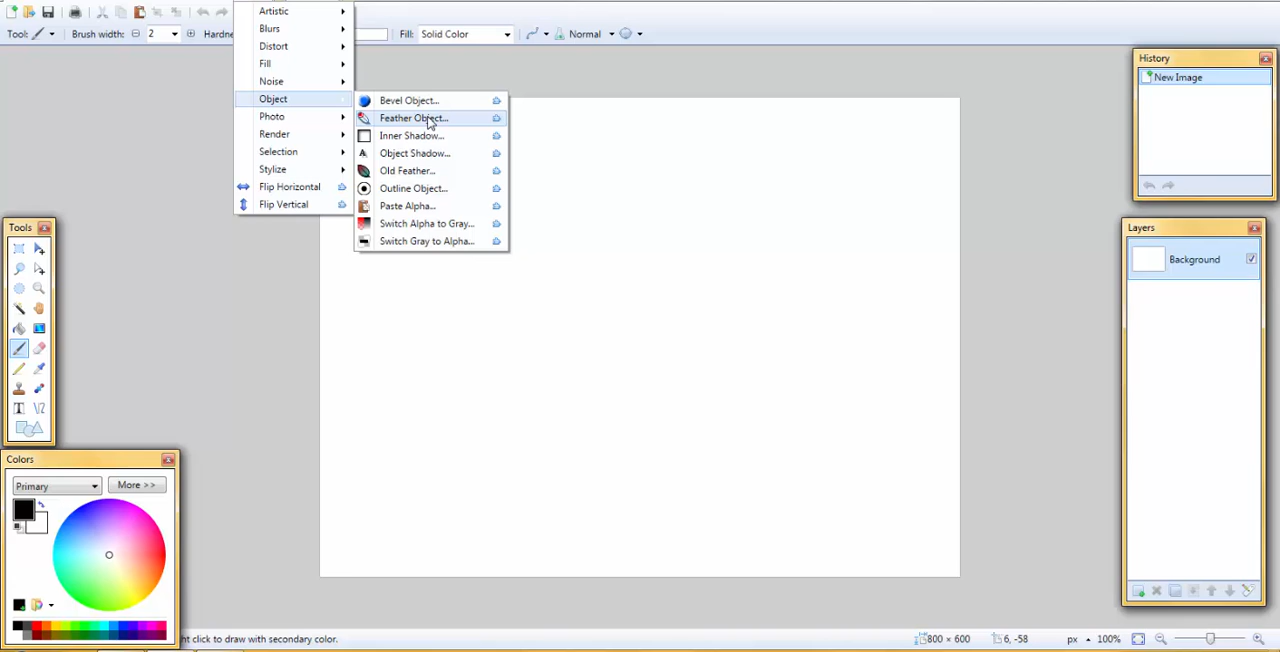 Tool:
Brush width:
2
Hardne
Fill:
Solid Color
Normal
Artistic
Blurs
Distort
Fill
Noise
Object
Photo
Render
Selection
Stylize
Flip Horizontal
Flip Vertical
Bevel Object...
Feather Object...
Inner Shadow...
Object Shadow...
Old Feather...
Outline Object...
Paste Alpha...
Switch Alpha to Gray...
Switch Gray to Alpha...
History
New Image
Tools
Layers
Background
Colors
Primary
More >>
ht click to draw with secondary color.
800 × 600
6, -58
px
100%